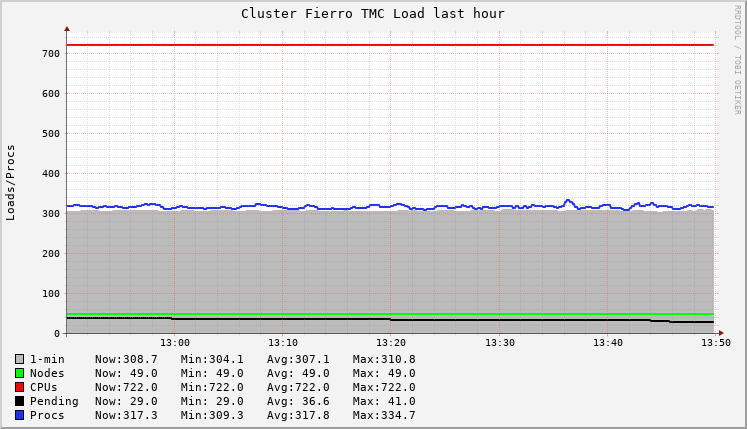 Cluster Fierro TMC Load last hour
RRDTOOL / TOBI OETIKER
Loads/Procs
700
600
500
400
300
200
100
0
13:00 13:10 13:20 13:30 13:40 13:50
1-min Now:308.7 Min:304.1 Avg:307.1 Max:310.8
Nodes Now: 49.0 Min: 49.0 Avg: 49.0 Max: 49.0
CPUs Now:722.0 Min:722.0 Avg:722.0 Max:722.0
Pending Now: 29.0 Min: 29.0 Avg: 36.6 Max: 41.0
Procs Now:317.3 Min:309.3 Avg:317.8 Max:334.7